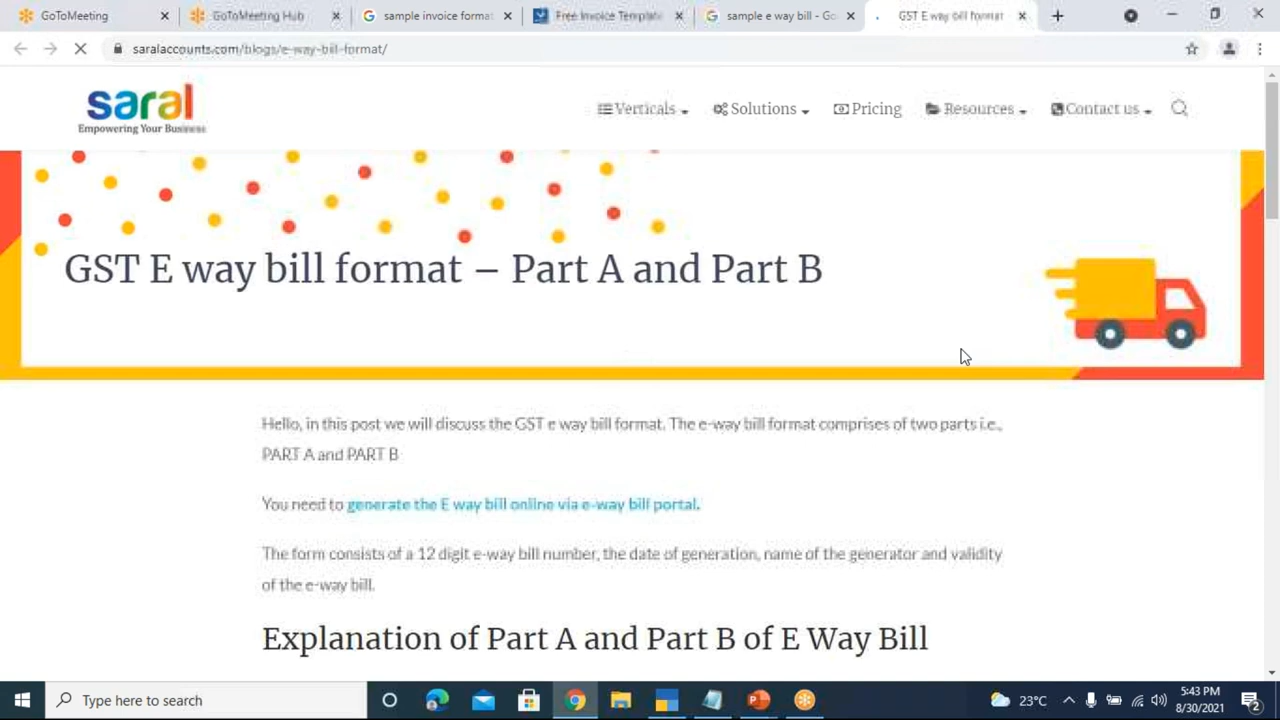 GoToMeeting
GoToMeeting Hub
sample invoice format
Free Invoice Template
sample e way bill - Go
GST E way bill format
saralaccounts.com/blogs/e-way-bill-format/
saral
Empowering Your Business
Verticals
Solutions
Pricing
Resources
Contact us
GST E way bill format – Part A and Part B
Hello, in this post we will discuss the GST e way bill format. The e-way bill format comprises of two parts i.e.,
PART A and PART B
You need to generate the E way bill online via e-way bill portal.
The form consists of a 12 digit e-way bill number, the date of generation, name of the generator and validity
of the e-way bill.
Explanation of Part A and Part B of E Way Bill
Type here to search
23°C
5:43 PM
8/30/2021
2